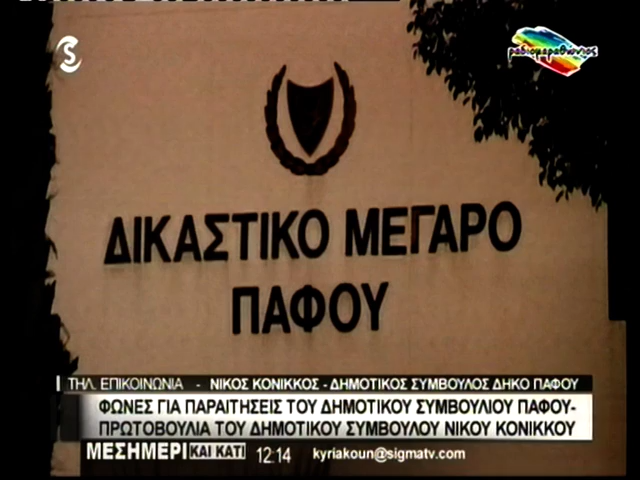 S
ραδιομαραθώνιος
ΔΙΚΑΣΤΙΚΟ ΜΕΓΑΡΟ
ΠΑΦΟΥ
ΤΗΛ. ΕΠΙΚΟΙΝΩΝΙΑ - ΝΙΚΟΣ ΚΟΝΙΚΚΟΣ - ΔΗΜΟΤΙΚΟΣ ΣΥΜΒΟΥΛΟΣ ΔΗΚΟ ΠΑΦΟΥ
ΦΩΝΕΣ ΓΙΑ ΠΑΡΑΙΤΗΣΕΙΣ ΤΟΥ ΔΗΜΟΤΙΚΟΥ ΣΥΜΒΟΥΛΙΟΥ ΠΑΦΟΥ-
ΠΡΩΤΟΒΟΥΛΙΑ ΤΟΥ ΔΗΜΟΤΙΚΟΥ ΣΥΜΒΟΥΛΟΥ ΝΙΚΟΥ ΚΟΝΙΚΚΟΥ
ΜΕΣΗΜΕΡΙ ΚΑΙ ΚΑΤΙ 12:14 kyriakoun@sigmatv.com